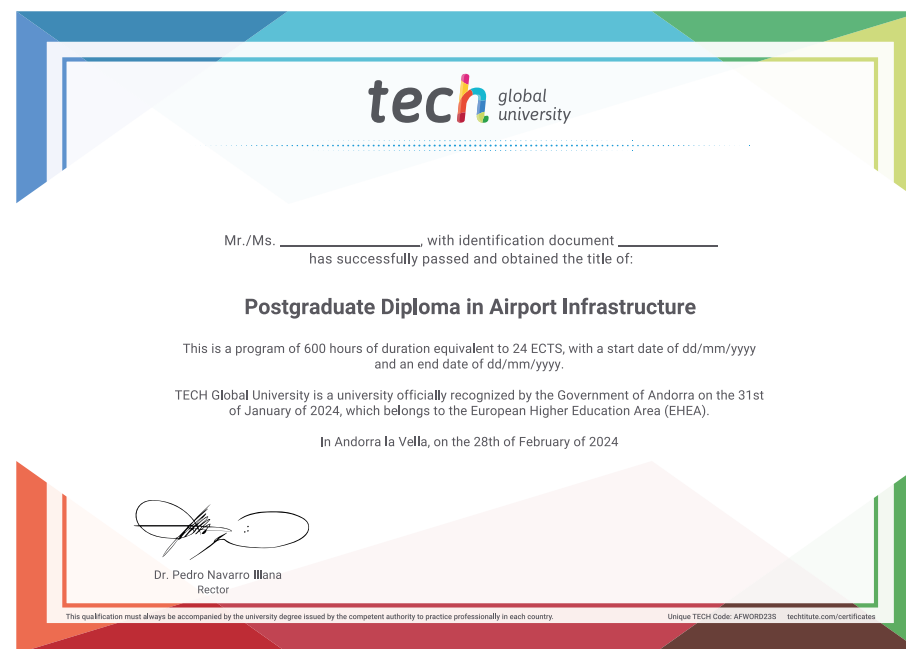 tech global university
Mr./Ms. ____________, with identification document ____________
has successfully passed and obtained the title of:
Postgraduate Diploma in Airport Infrastructure
This is a program of 600 hours of duration equivalent to 24 ECTS, with a start date of dd/mm/yyyy
and an end date of dd/mm/yyyy.
TECH Global University is a university officially recognized by the Government of Andorra on the 31st
of January of 2024, which belongs to the European Higher Education Area (EHEA).
In Andorra la Vella, on the 28th of February of 2024
Dr. Pedro Navarro Illana
Rector
This qualification must always be accompanied by the university degree issued by the competent authority to practice professionally in each country.
Unique TECH Code: AFWORD23S techtitute.com/certificates